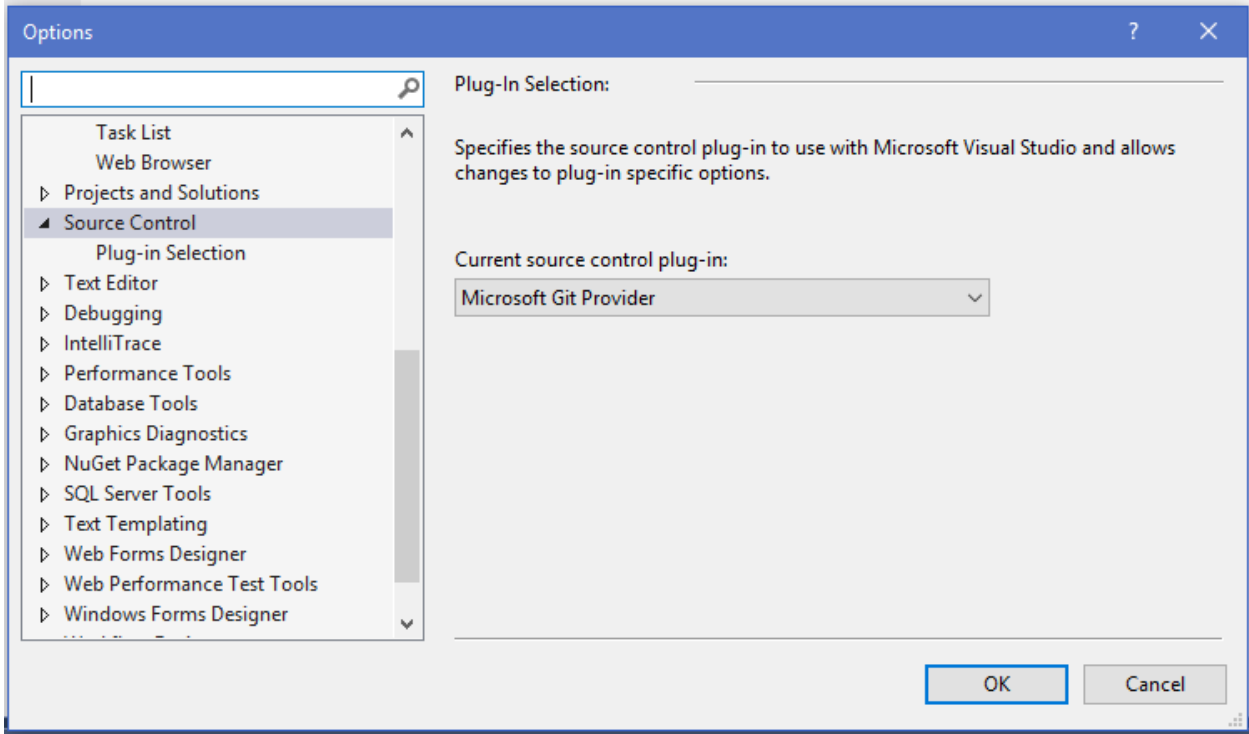 Options
Plug-In Selection:
Task List
Web Browser
Projects and Solutions
Source Control
Plug-in Selection
Text Editor
Debugging
IntelliTrace
Performance Tools
Database Tools
Graphics Diagnostics
NuGet Package Manager
SQL Server Tools
Text Templating
Web Forms Designer
Web Performance Test Tools
Windows Forms Designer
Specifies the source control plug-in to use with Microsoft Visual Studio and allows
changes to plug-in specific options.
Current source control plug-in:
Microsoft Git Provider
OK
Cancel